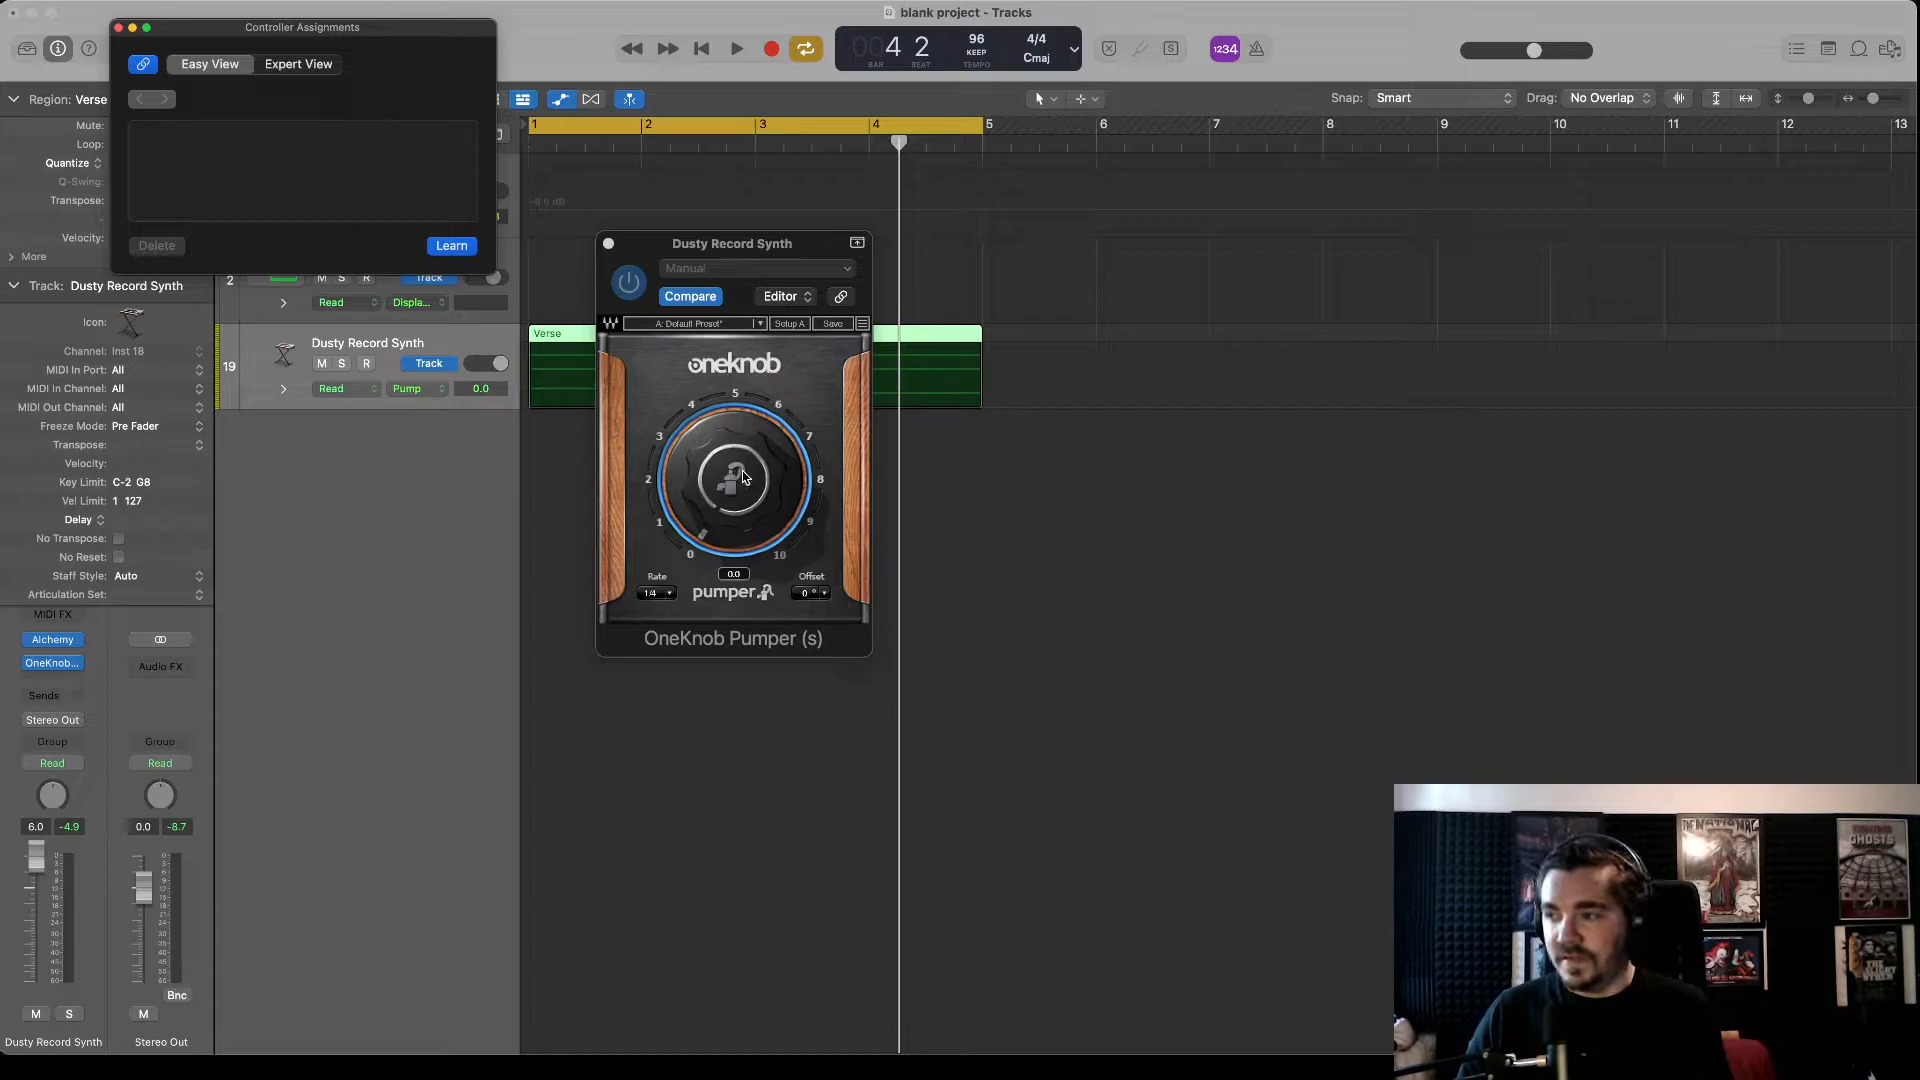 blank project - Tracks
Controller Assignments
Easy View
Expert View
Delete
Learn
4 2
BAR
BEAT
96
KEEP
TEMPO
4/4
Cmaj
1234
S
Region: Verse
Mute:
Loop:
Quantize
Q-Swing:
Transpose:
Velocity:
More
Snap: Smart
Drag: No Overlap
1 2 3 4 5 6 7 8 9 10 11 12 13
Track: Dusty Record Synth
Icon:
Channel: Inst 18
MIDI In Port: All
MIDI In Channel: All
MIDI Out Channel: All
Freeze Mode: Pre Fader
Transpose:
Velocity:
Key Limit: C-2 G8
Vel Limit: 1 127
Delay
No Transpose:
No Reset:
Staff Style: Auto
Articulation Set:
2
M S R Track
Read Displa...
19
Dusty Record Synth
M S R Track
Read Pump 0.0
Verse
Dusty Record Synth
Manual
Compare
Editor
A: Default Preset*
Setup A
Save
oneknob
0 1 2 3 4 5 6 7 8 9 10
0.0
Rate
1/4
Offset
0 °
pumper
OneKnob Pumper (s)
MIDI FX
Alchemy
OneKnob...
Audio FX
Sends
Stereo Out
Group
Group
Read
Read
6.0 -4.9
0.0 -8.7
Bnc
M S
M
Dusty Record Synth
Stereo Out
THE NATIONAL
GHOSTS